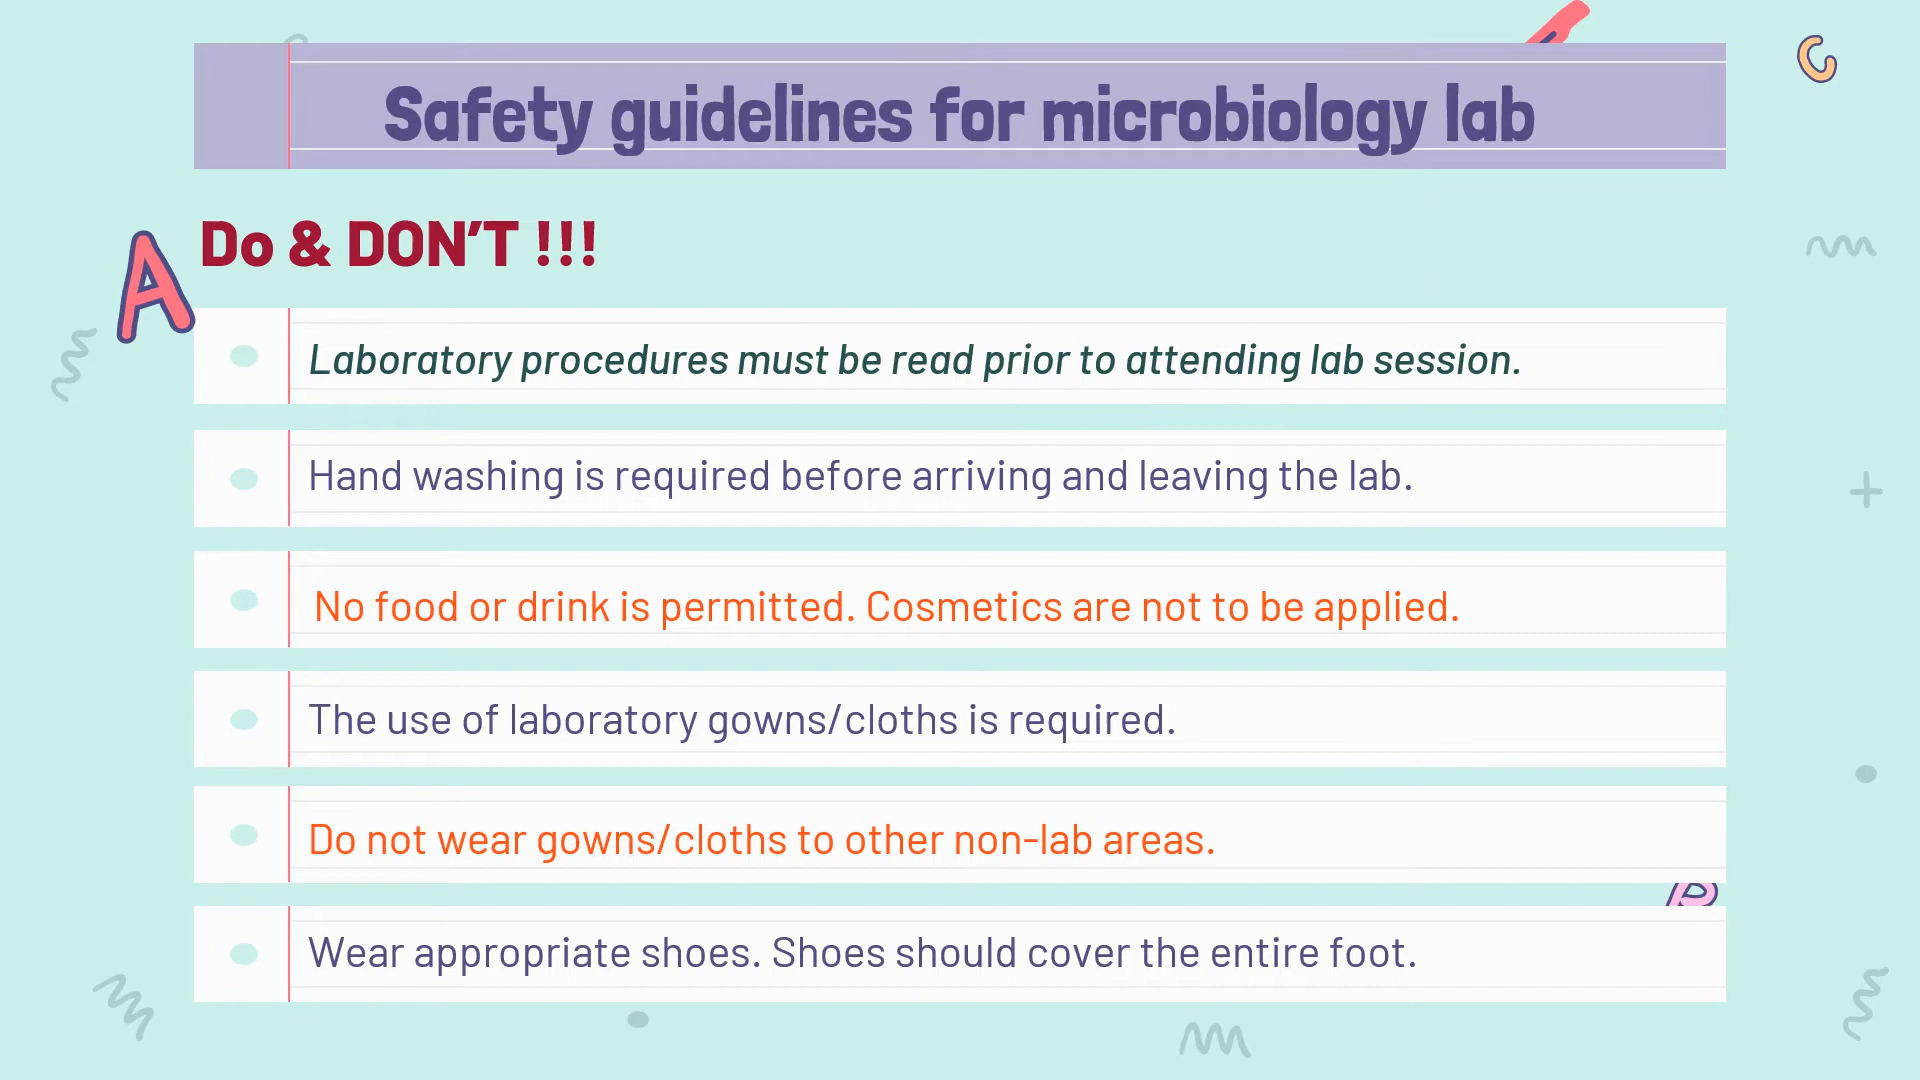 Safety guidelines for microbiology lab
Do & DON'T !!!
A
Laboratory procedures must be read prior to attending lab session.
Hand washing is required before arriving and leaving the lab.
No food or drink is permitted. Cosmetics are not to be applied.
The use of laboratory gowns/cloths is required.
Do not wear gowns/cloths to other non-lab areas.
Wear appropriate shoes. Shoes should cover the entire foot.